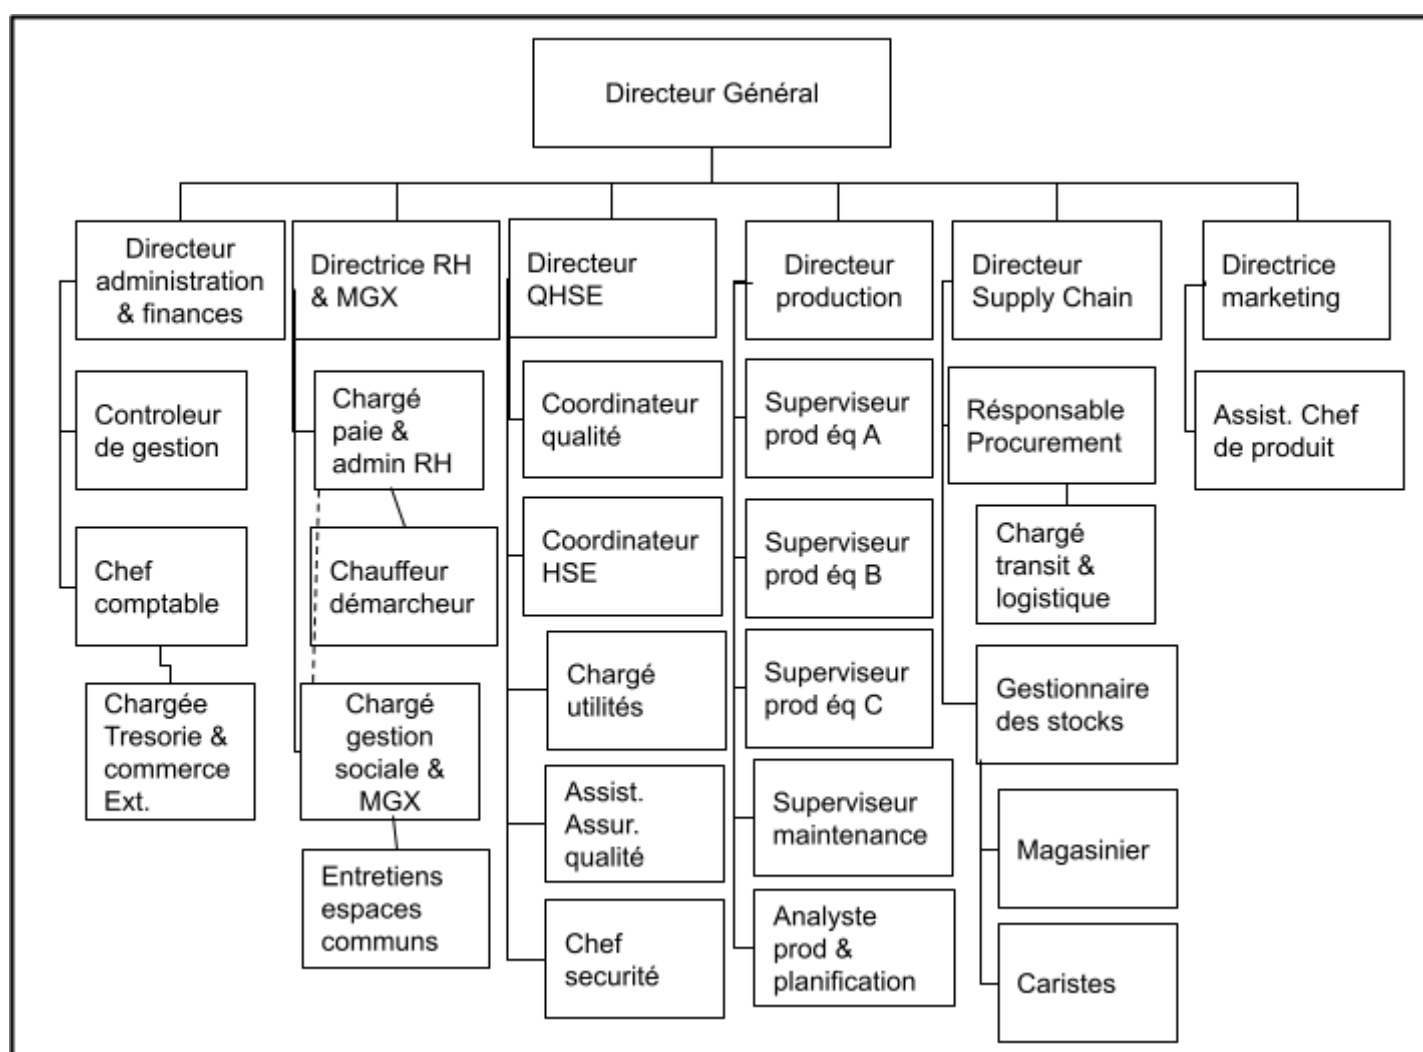 Directeur Général
Directeur
administration
& finances
Directrice RH
& MGX
Directeur
QHSE
Directeur
production
Directeur
Supply Chain
Directrice
marketing
Controleur
de gestion
Chef
comptable
Chargée
Tresorie &
commerce
Ext.
Chargé
paie &
admin RH
Chauffeur
démarcheur
Chargé
gestion
sociale &
MGX
Entretiens
espaces
communs
Coordinateur
qualité
Coordinateur
HSE
Chargé
utilités
Assist.
Assur.
qualité
Chef
securité
Superviseur
prod éq A
Superviseur
prod éq B
Superviseur
prod éq C
Superviseur
maintenance
Analyste
prod &
planification
Résponsable
Procurement
Chargé
transit &
logistique
Gestionnaire
des stocks
Magasinier
Caristes
Assist. Chef
de produit